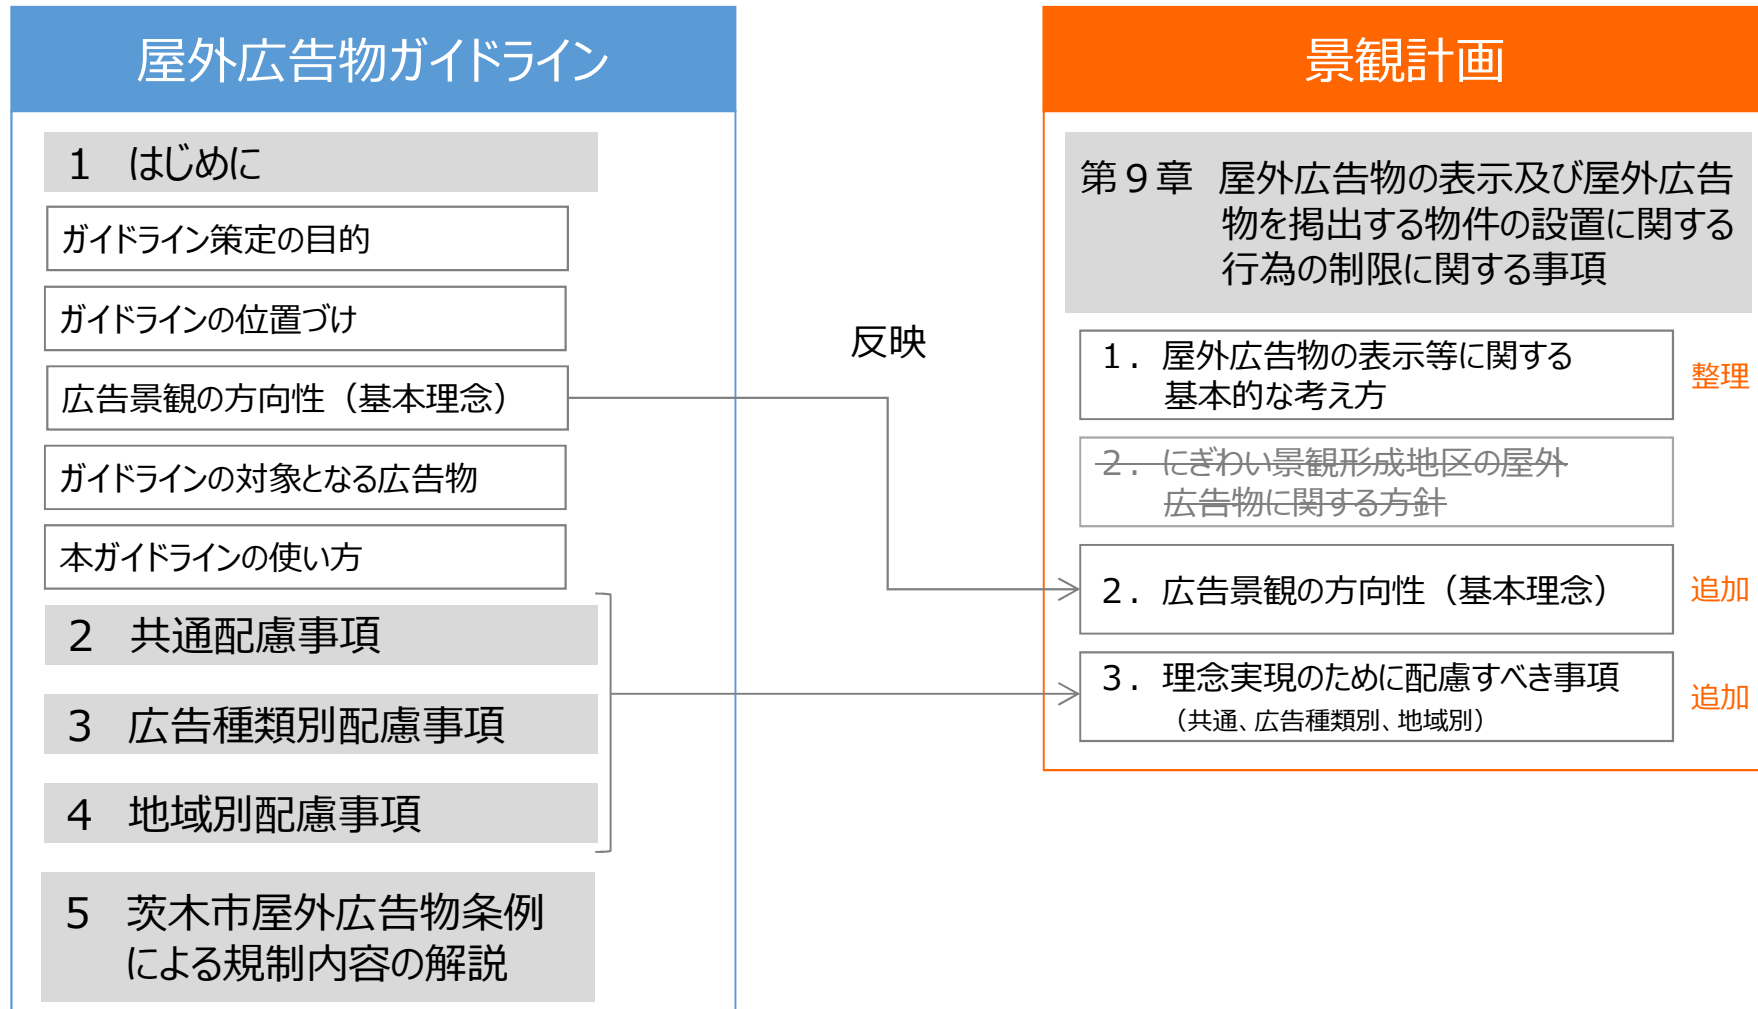 屋外広告物ガイドライン
1 はじめに
ガイドライン策定の目的
ガイドラインの位置づけ
広告景観の方向性（基本理念）
ガイドラインの対象となる広告物
本ガイドラインの使い方
2 共通配慮事項
3 広告種類別配慮事項
4 地域別配慮事項
5 茨木市屋外広告物条例
による規制内容の解説
反映
景観計画
第９章 屋外広告物の表示及び屋外広告
物を掲出する物件の設置に関する
行為の制限に関する事項
１．屋外広告物の表示等に関する
基本的な考え方
整理
２．にぎわい景観形成地区の屋外
広告物に関する方針
２．広告景観の方向性（基本理念）
追加
３．理念実現のために配慮すべき事項
（共通、広告種類別、地域別）
追加